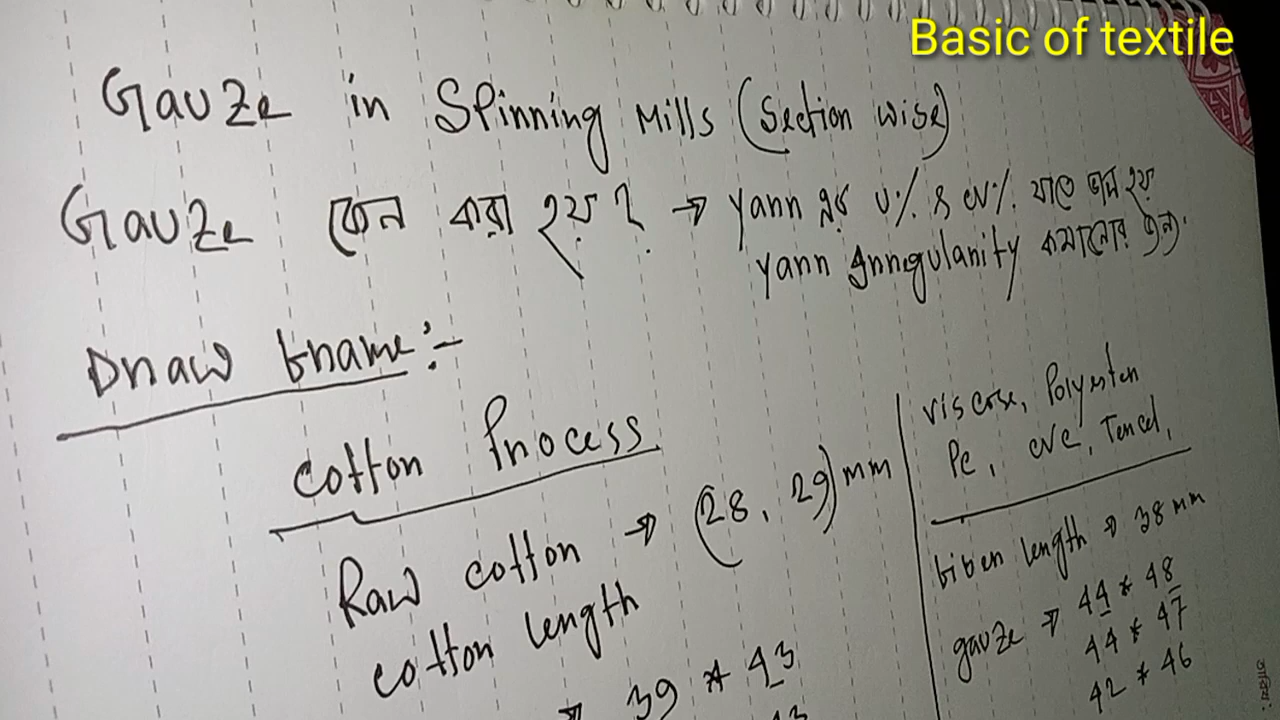 Basic of textile
Gauze in Spinning Mills (Section wise)
Gauze কেন করা হয়? → Yarn এর U% & CV% যাতে ভাল হয়
Yarn Irregularity কমানোর জন্য।
Draw frame:-
Cotton Process
Raw cotton → (28, 29) mm
cotton length
39 * 43
43
viscose, Polyester
Pc, CVC, Tencel,
fiber length → 38 mm
gauze → 44 * 48
44 * 47
42 * 46